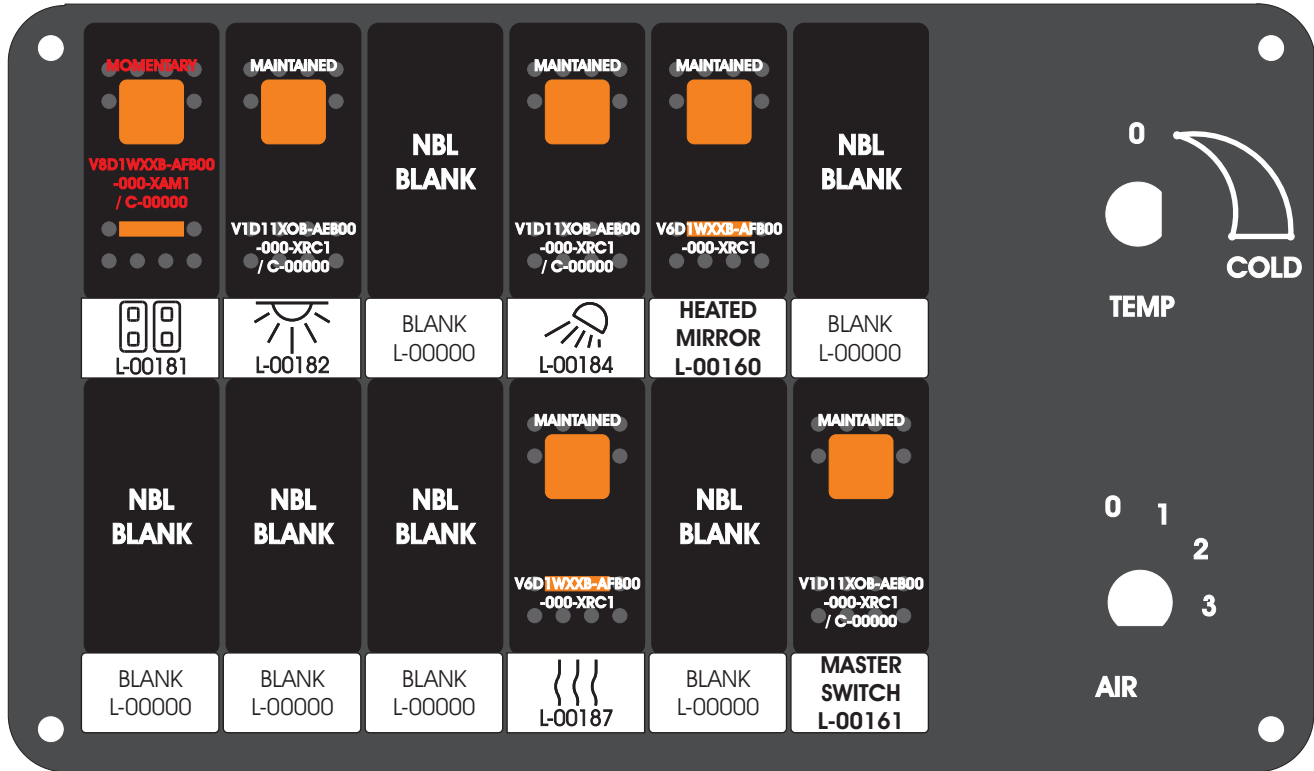 MOMENTARY
V8D1WXXB-AFB00
-000-XAM1
/ C-00000
L-00181
MAINTAINED
V1D11XOB-AEB00
-000-XRC1
/ C-00000
L-00182
NBL
BLANK
BLANK
L-00000
MAINTAINED
V1D11XOB-AEB00
-000-XRC1
/ C-00000
L-00184
MAINTAINED
V6D1WXXB-AFB00
-000-XRC1
HEATED
MIRROR
L-00160
NBL
BLANK
BLANK
L-00000
0
COLD
TEMP
NBL
BLANK
BLANK
L-00000
NBL
BLANK
BLANK
L-00000
NBL
BLANK
BLANK
L-00000
MAINTAINED
V6D1WXXB-AFB00
-000-XRC1
L-00187
NBL
BLANK
BLANK
L-00000
MAINTAINED
V1D11XOB-AEB00
-000-XRC1
/ C-00000
MASTER
SWITCH
L-00161
0
1
2
3
AIR